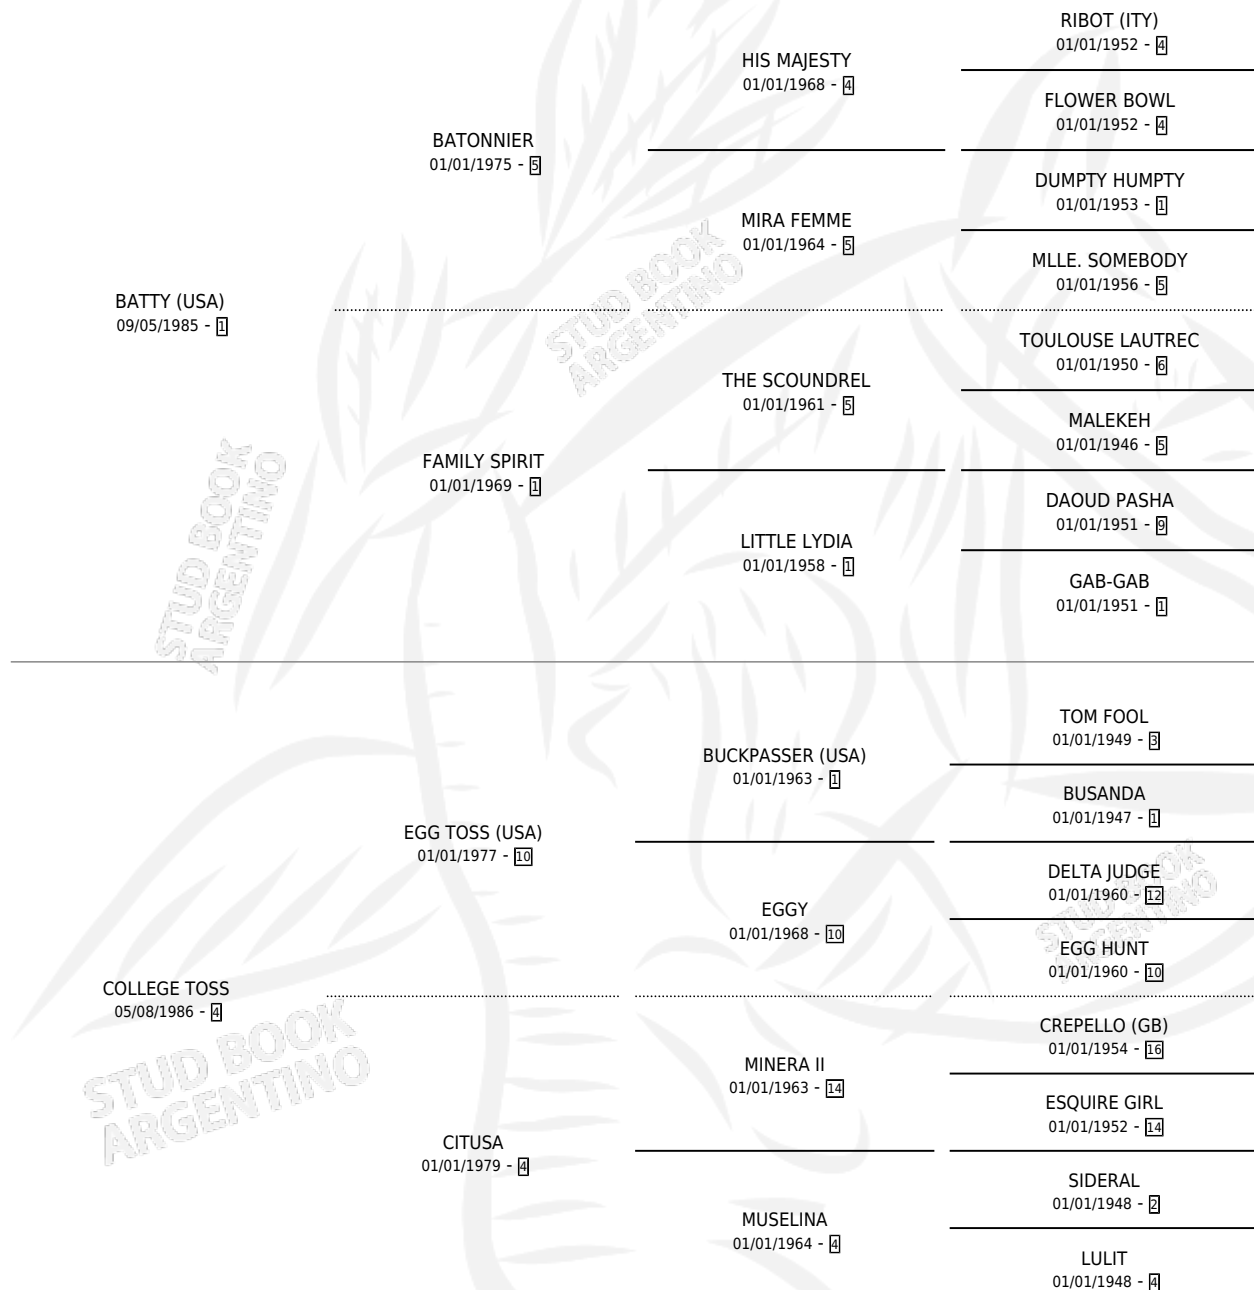 RIBOT (ITY)
01/01/1952 - 4
HIS MAJESTY
01/01/1968 - 4
FLOWER BOWL
01/01/1952 - 4
BATONNIER
01/01/1975 - 5
DUMPTY HUMPTY
01/01/1953 - 1
MIRA FEMME
01/01/1964 - 5
MLLE. SOMEBODY
01/01/1956 - 5
BATTY (USA)
09/05/1985 - 1
STUD BOOK
ARGENTINO
TOULOUSE LAUTREC
01/01/1950 - 6
THE SCOUNDREL
01/01/1961 - 5
MALEKEH
01/01/1946 - 5
FAMILY SPIRIT
01/01/1969 - 1
DAOUD PASHA
01/01/1951 - 9
LITTLE LYDIA
01/01/1958 - 1
GAB-GAB
01/01/1951 - 1
STUD BOOK
ARGENTINO
TOM FOOL
01/01/1949 - 3
BUCKPASSER (USA)
01/01/1963 - 1
BUSANDA
01/01/1947 - 1
EGG TOSS (USA)
01/01/1977 - 10
DELTA JUDGE
01/01/1960 - 12
EGGY
01/01/1968 - 10
EGG HUNT
01/01/1960 - 10
STUD BOOK
ARGENTINO
COLLEGE TOSS
05/08/1986 - 4
CREPELLO (GB)
01/01/1954 - 16
MINERA II
01/01/1963 - 14
ESQUIRE GIRL
01/01/1952 - 14
STUD BOOK
ARGENTINO
CITUSA
01/01/1979 - 4
SIDERAL
01/01/1948 - 2
MUSELINA
01/01/1964 - 4
LULIT
01/01/1948 - 4